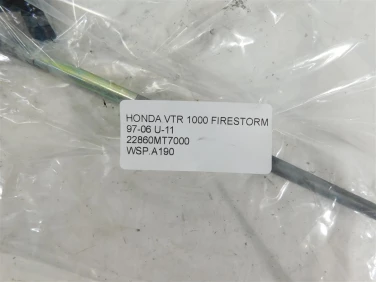 HONDA VTR 1000 FIRESTORM
97-06 U-11
22860MT7000
WSP.A190